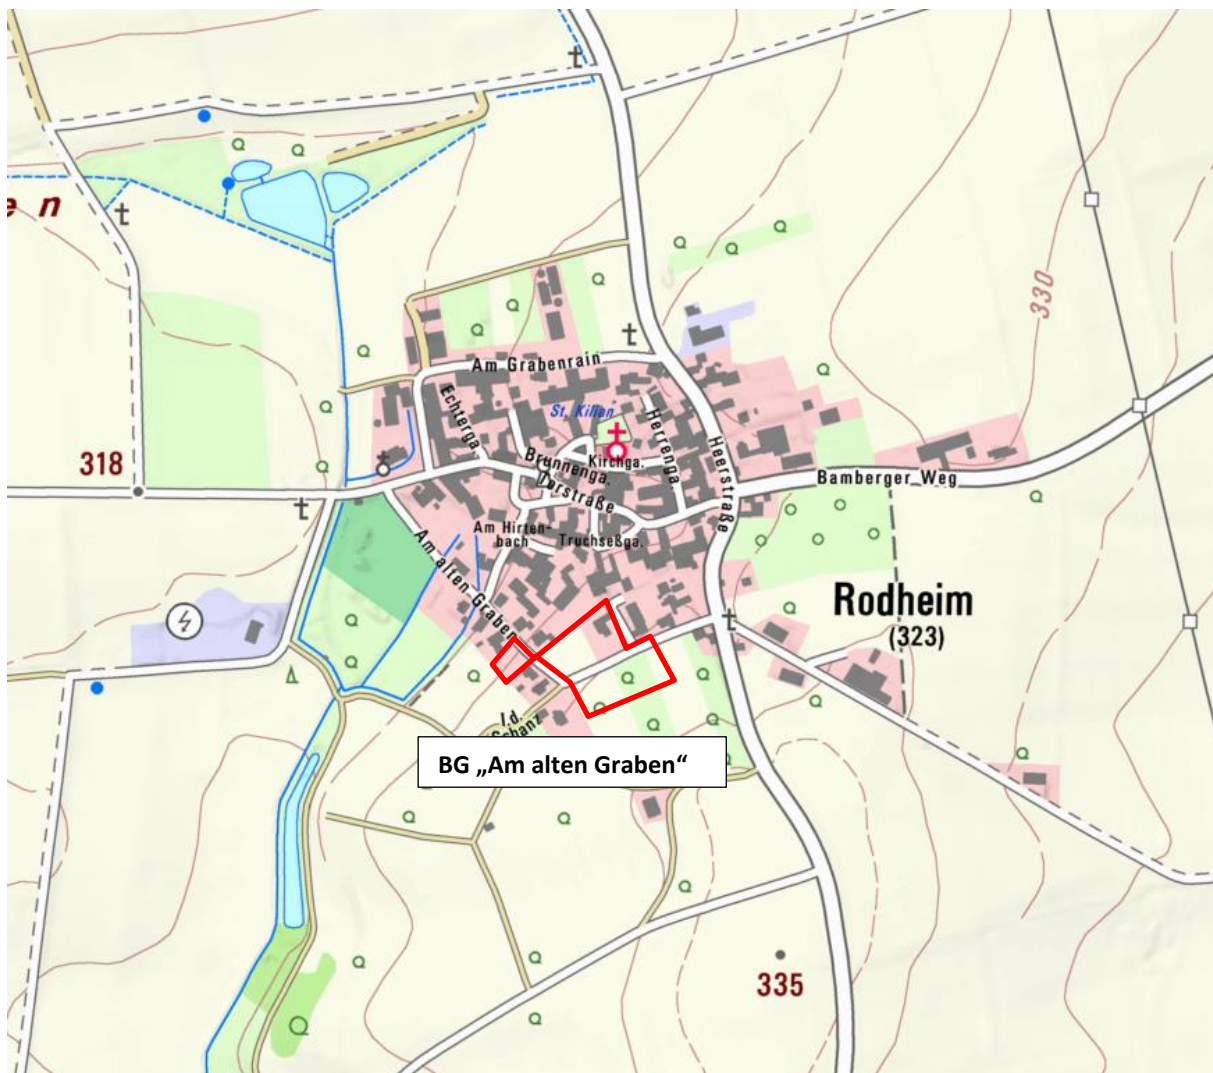 e n
330
Am Grabenrain
Echterga.
St. Kilian
Herrenga.
Heerstraße
318
Brunnenga.
Kirchga.
Torstraße
Bamberger Weg
Am alten Graben
Am Hirten-
bach
Truchseßga.
Rodheim
(323)
I.d.
Schanz
BG „Am alten Graben“
335